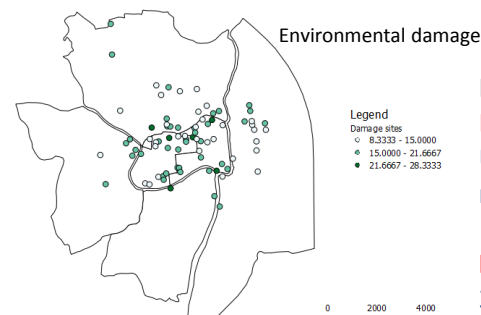 Environmental damage
Legend
Damage sites
8.3333 - 15.0000
15.0000 - 21.6667
21.6667 - 28.3333
0 2000 4000